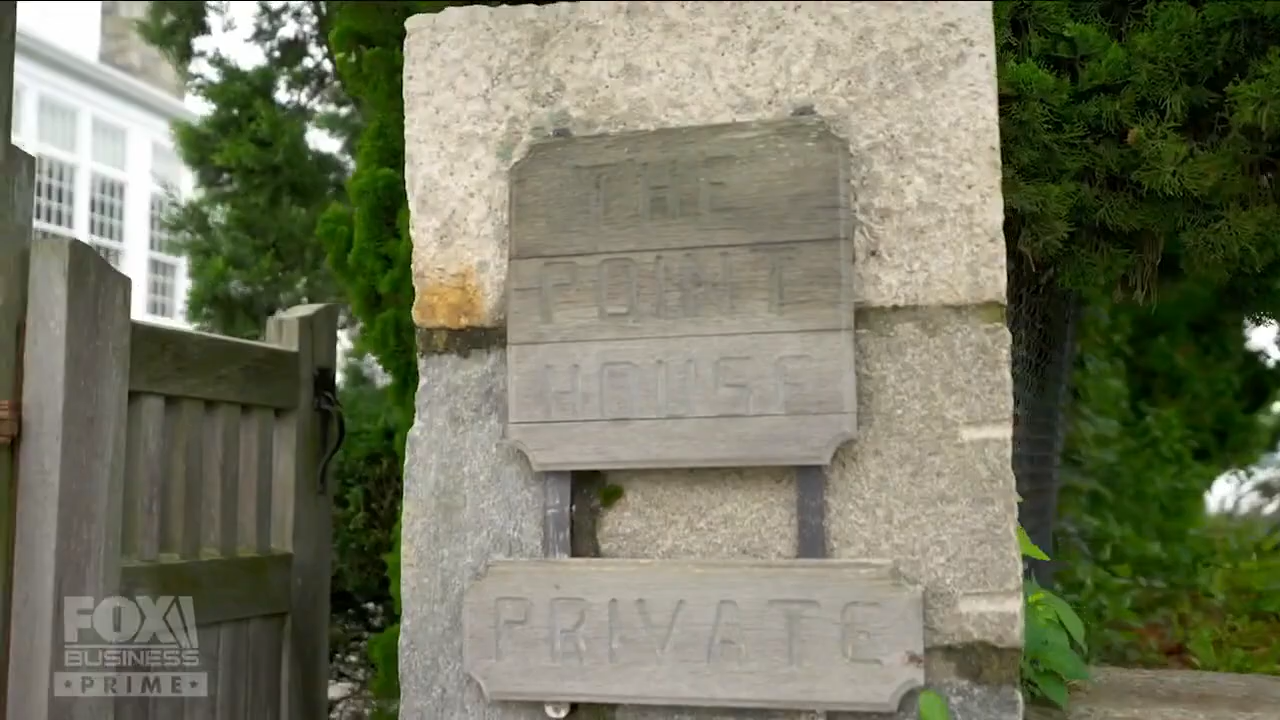 THE
POINT
HOUSE
PRIVATE
FOX
BUSINESS
PRIME